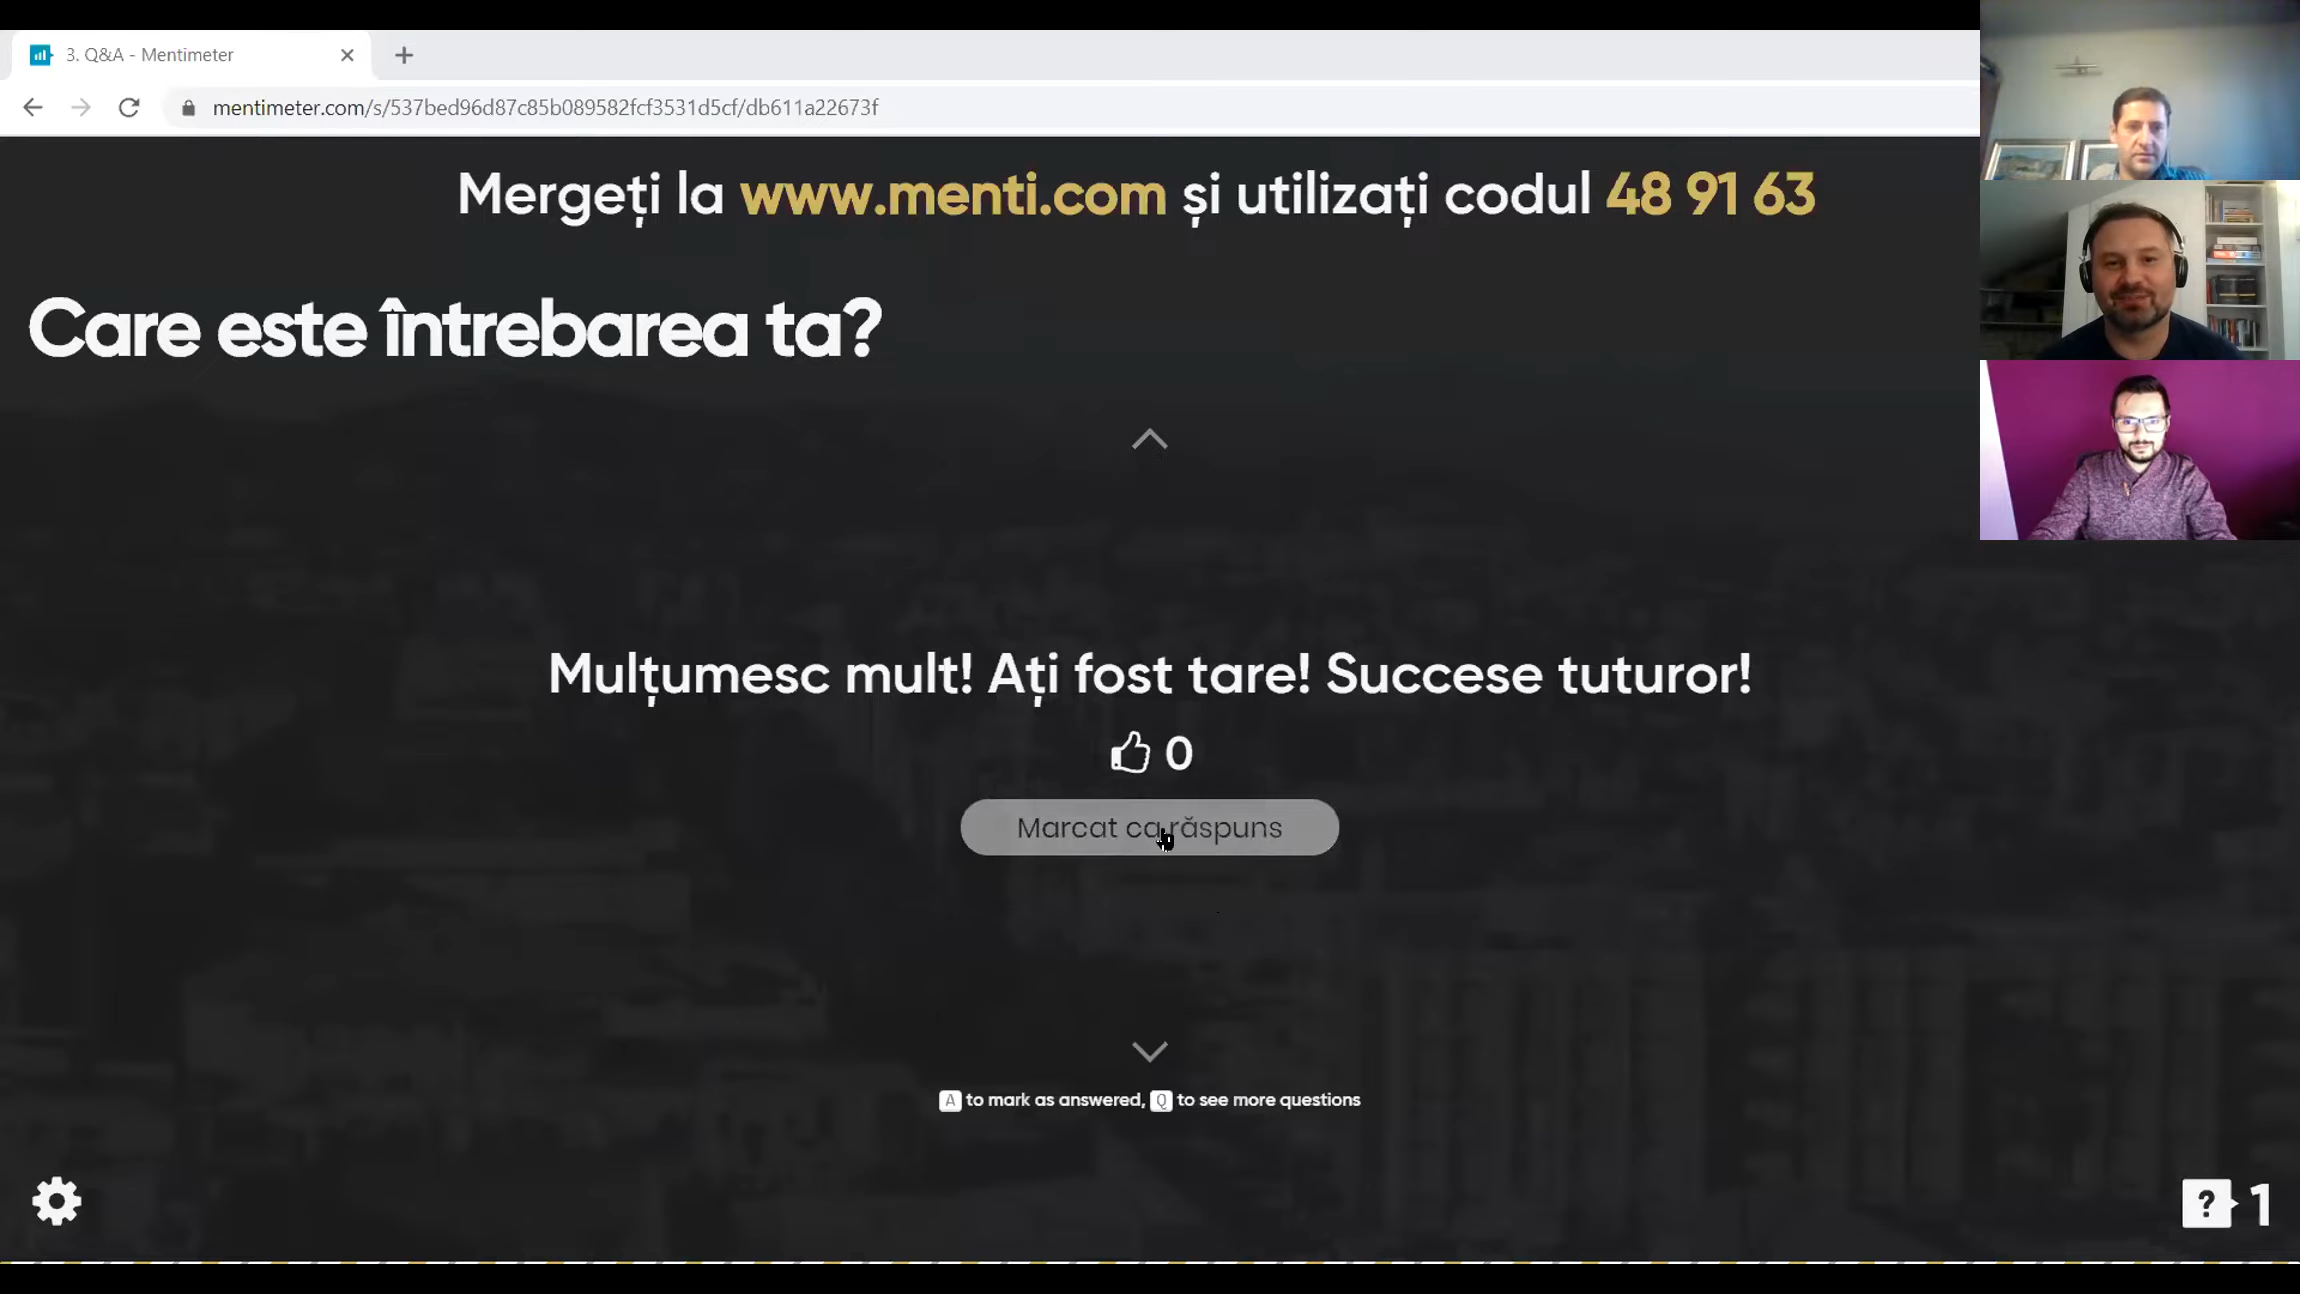 3. Q&A - Mentimeter
mentimeter.com/s/537bed96d87c85b089582fcf3531d5cf/db611a22673f
Mergeți la www.menti.com și utilizați codul 48 91 63
Care este întrebarea ta?
Mulțumesc mult! Ați fost tare! Succese tuturor!
0
Marcat ca răspuns
A to mark as answered, Q to see more questions
? 1